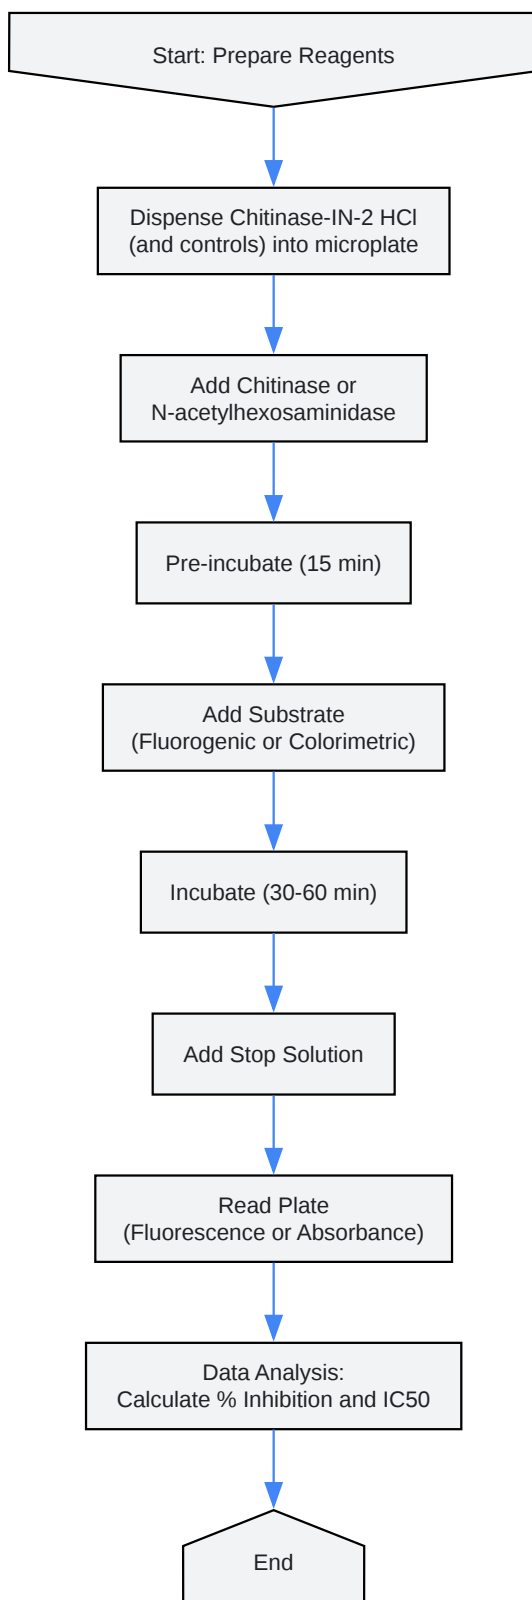 Start: Prepare Reagents
Dispense Chitinase-IN-2 HCl
(and controls) into microplate
Add Chitinase or
N-acetylhexosaminidase
Pre-incubate (15 min)
Add Substrate
(Fluorogenic or Colorimetric)
Incubate (30-60 min)
Add Stop Solution
Read Plate
(Fluorescence or Absorbance)
Data Analysis:
Calculate % Inhibition and IC50
End